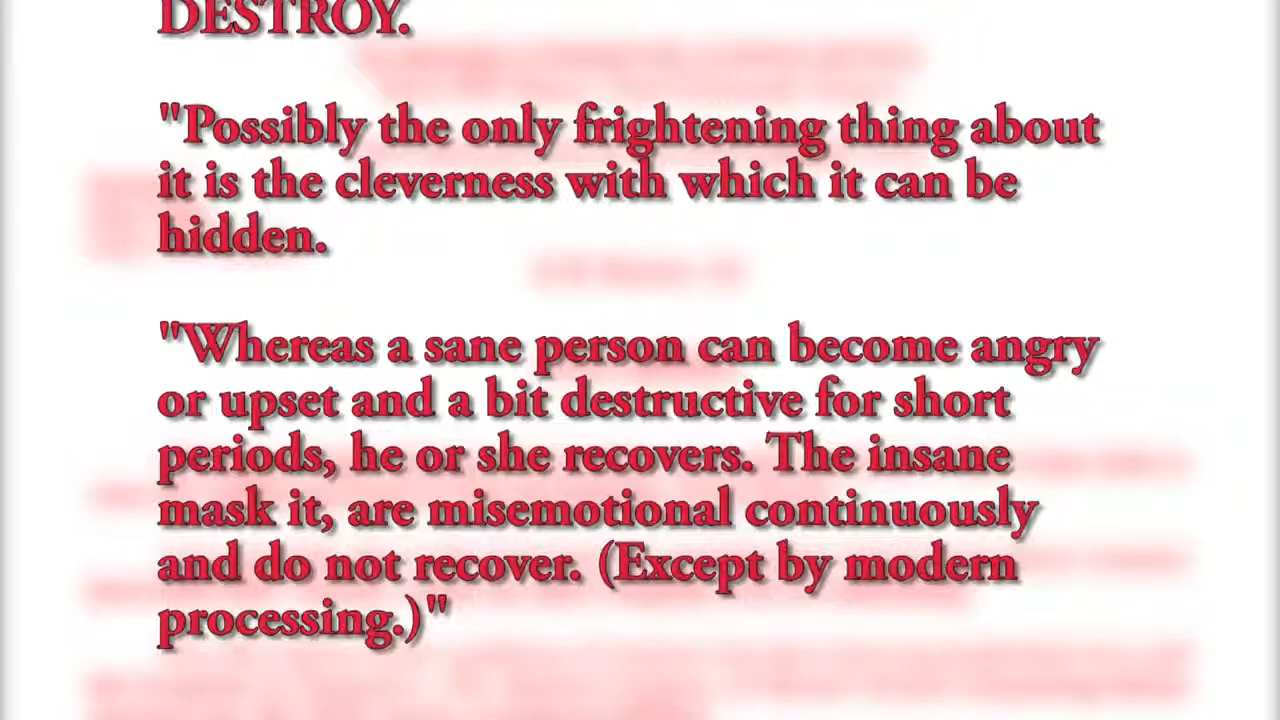 DESTROY.
"Possibly the only frightening thing about
it is the cleverness with which it can be
hidden.
"Whereas a sane person can become angry
or upset and a bit destructive for short
periods, he or she recovers. The insane
mask it, are misemotional continuously
and do not recover. (Except by modern
processing.)"